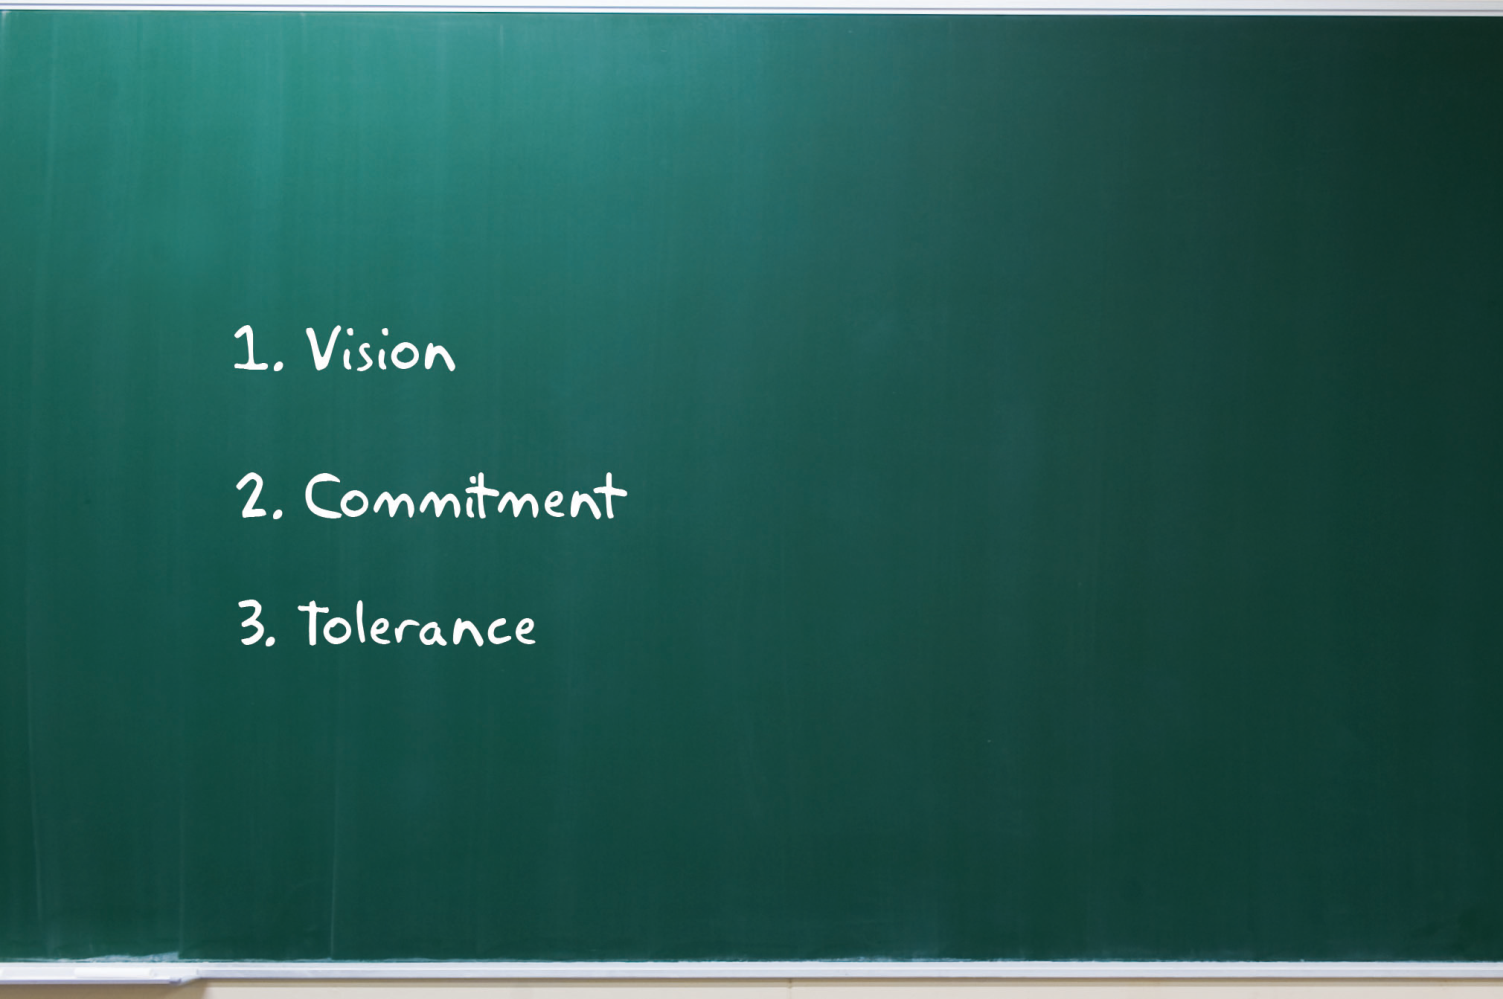 1. Vision
2. Commitment
3. Tolerance